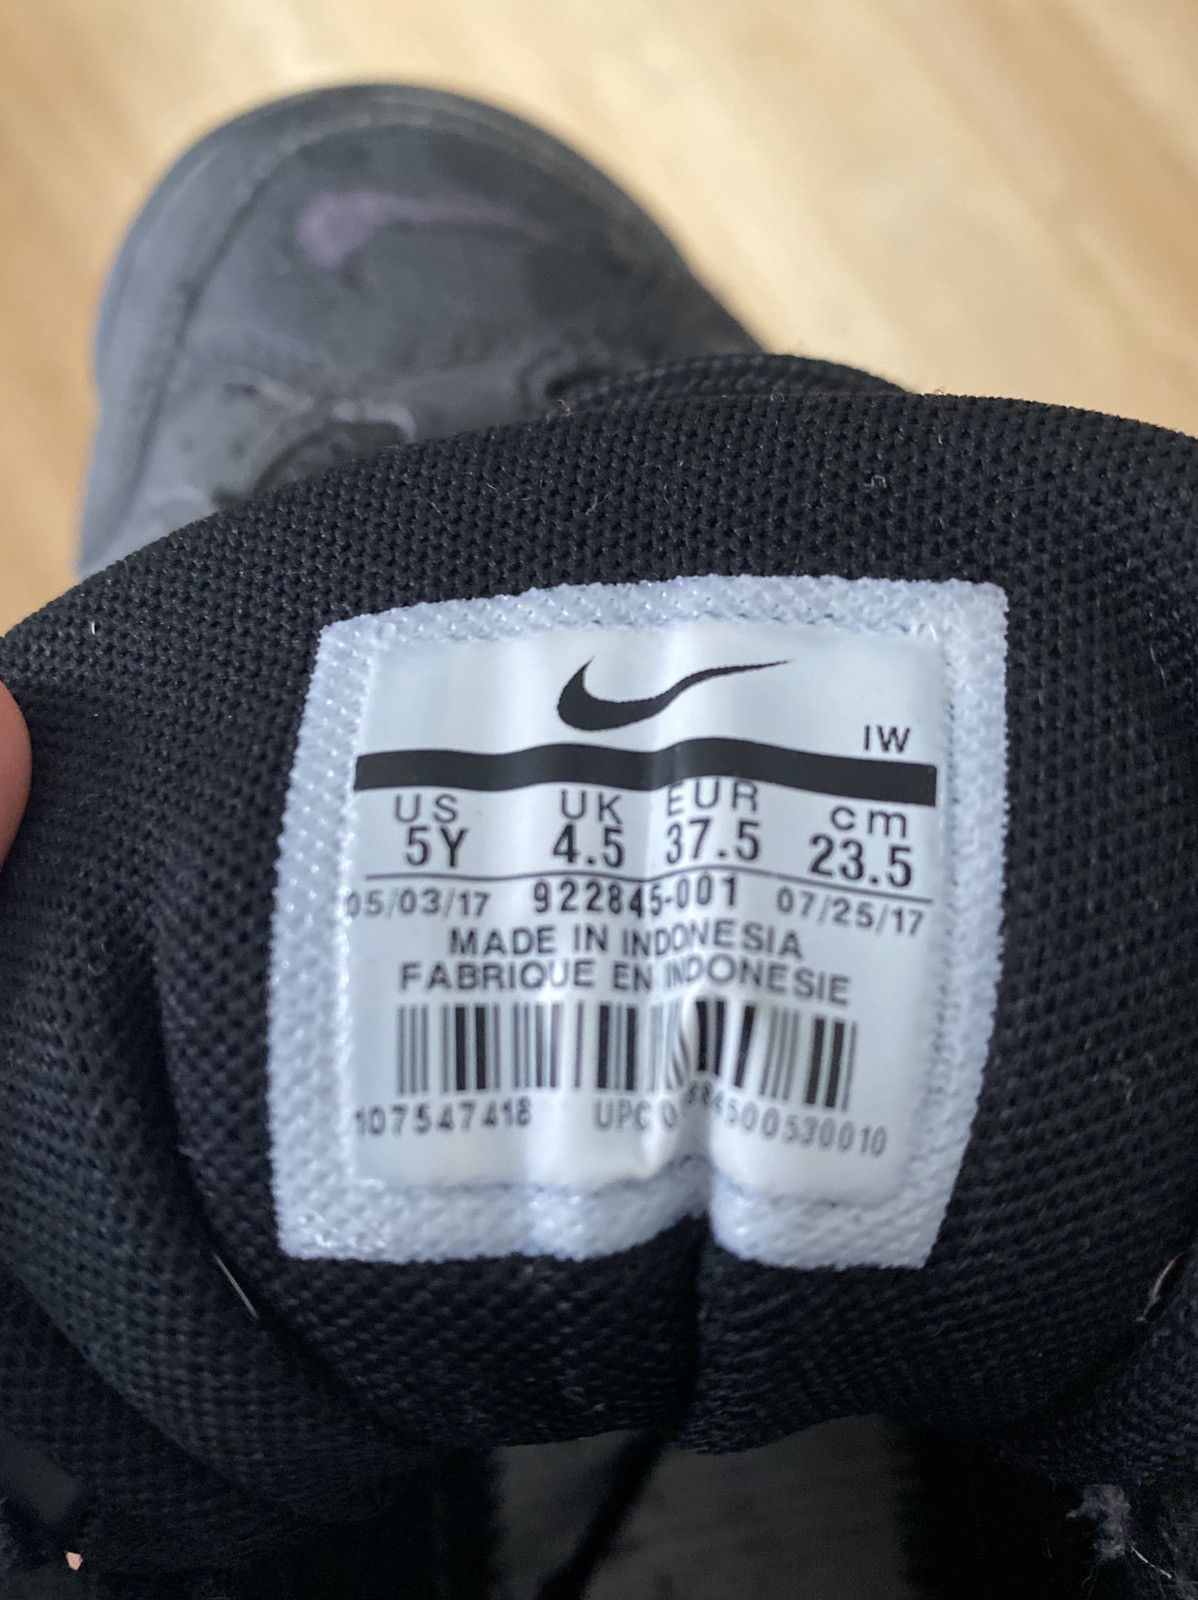 IW
US UK EUR cm
5Y 4.5 37.5 23.5
05/03/17 922845-001 07/25/17
MADE IN INDONESIA
FABRIQUE EN INDONESIE
107547418 UPC 0